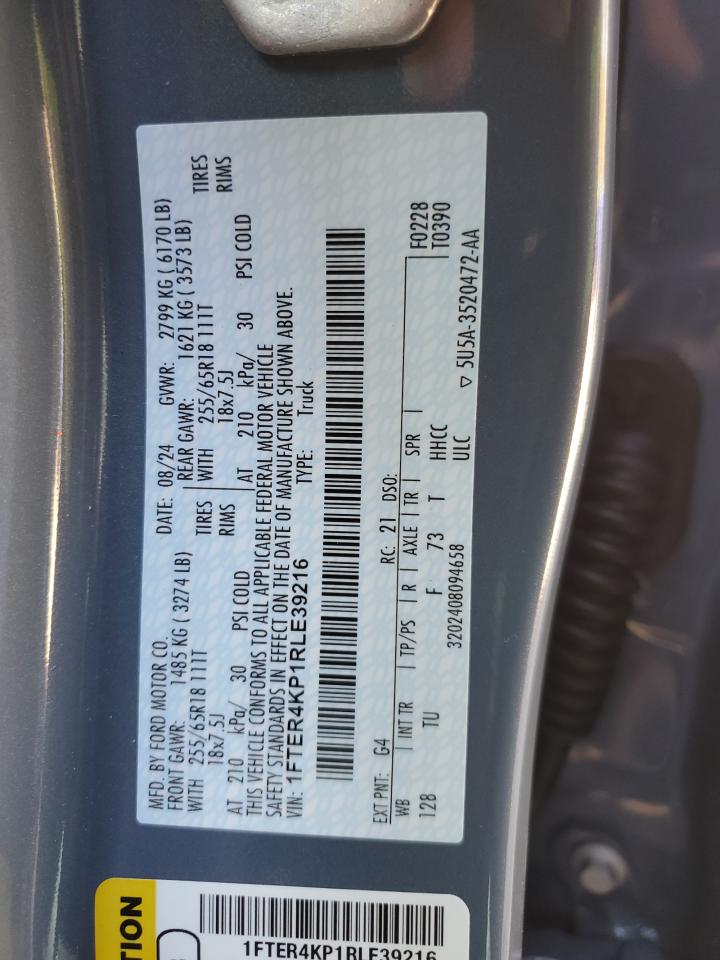 MFD. BY FORD MOTOR CO.
DATE: 08/24 GVWR: 2799 KG ( 6170 LB)
FRONT GAWR: 1485 KG ( 3274 LB)
REAR GAWR: 1621 KG ( 3573 LB)
WITH 255/65R18 111T TIRES
WITH 255/65R18 111T TIRES
18x7.5J RIMS
18x7.5J RIMS
AT 210 kPa/ 30 PSI COLD
AT 210 kPa/ 30 PSI COLD
THIS VEHICLE CONFORMS TO ALL APPLICABLE FEDERAL MOTOR VEHICLE
SAFETY STANDARDS IN EFFECT ON THE DATE OF MANUFACTURE SHOWN ABOVE.
VIN: 1FTER4KP1RLE39216
TYPE: Truck
EXT PNT: G4 RC: 21 DSO: F0228
T0390
WB INT TR TP/PS R AXLE TR SPR
128 TU F 73 T HHCC
ULC
3202408094658
▽ 5U5A-3520472-AA
TION
1FTER4KP1RLE39216